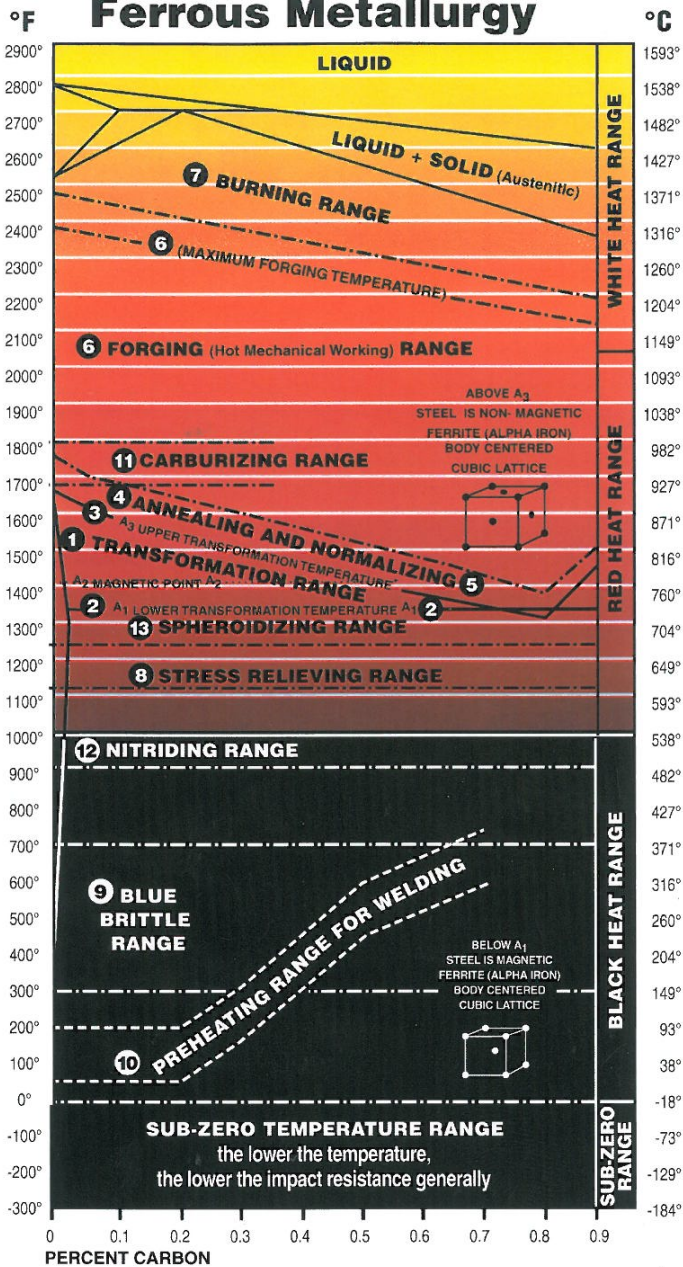 Ferrous Metallurgy
°F
°C
2900°
2800°
2700°
2600°
2500°
2400°
2300°
2200°
2100°
2000°
1900°
1800°
1700°
1600°
1500°
1400°
1300°
1200°
1100°
1000°
900°
800°
700°
600°
500°
400°
300°
200°
100°
0°
-100°
-200°
-300°
LIQUID
LIQUID + SOLID (Austenitic)
7 BURNING RANGE
6 (MAXIMUM FORGING TEMPERATURE)
6 FORGING (Hot Mechanical Working) RANGE
ABOVE A3
STEEL IS NON- MAGNETIC
FERRITE (ALPHA IRON)
BODY CENTERED
CUBIC LATTICE
11 CARBURIZING RANGE
4 ANNEALING AND NORMALIZING 5
3 A3 UPPER TRANSFORMATION TEMPERATURE
1 TRANSFORMATION RANGE
A2 MAGNETIC POINT A2
2 A1 LOWER TRANSFORMATION TEMPERATURE A1 2
13 SPHEROIDIZING RANGE
8 STRESS RELIEVING RANGE
12 NITRIDING RANGE
9 BLUE
BRITTLE
RANGE
10 PREHEATING RANGE FOR WELDING
BELOW A1
STEEL IS MAGNETIC
FERRITE (ALPHA IRON)
BODY CENTERED
CUBIC LATTICE
SUB-ZERO TEMPERATURE RANGE
the lower the temperature,
the lower the impact resistance generally
WHITE HEAT RANGE
RED HEAT RANGE
BLACK HEAT RANGE
SUB-ZERO
RANGE
1593°
1538°
1482°
1427°
1371°
1316°
1260°
1204°
1149°
1093°
1038°
982°
927°
871°
816°
760°
704°
649°
593°
538°
482°
427°
371°
316°
260°
204°
149°
93°
38°
-18°
-73°
-129°
-184°
0 0.1 0.2 0.3 0.4 0.5 0.6 0.7 0.8 0.9
PERCENT CARBON